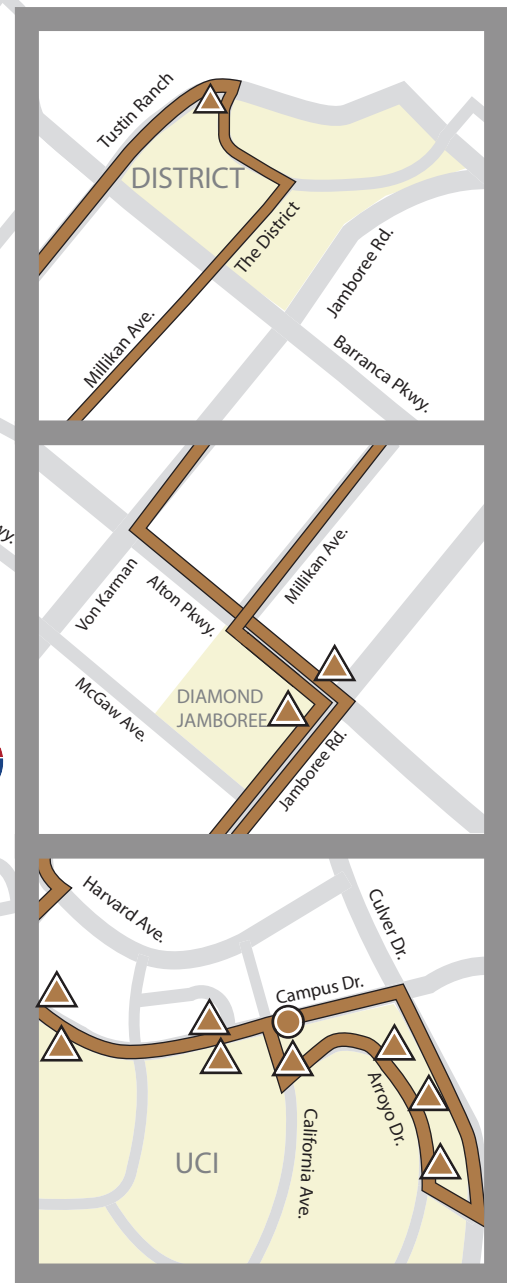 Tustin Ranch
DISTRICT
The District
Jamboree Rd.
Millikan Ave.
Barranca Pkwy.
wy.
Von Karman
Alton Pkwy.
Millikan Ave.
McGaw Ave.
DIAMOND
JAMBOREE
Jamboree Rd.
Harvard Ave.
Culver Dr.
Campus Dr.
Arroyo Dr.
California Ave.
UCI